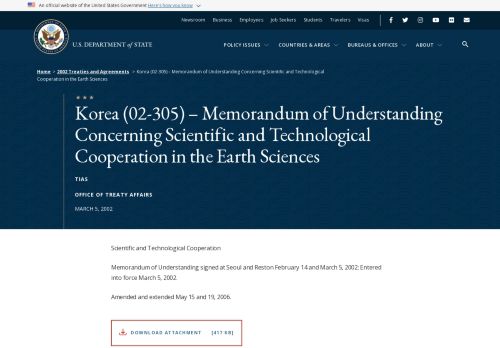 An official website of the United States Government Here's how you know
Newsroom Business Employees Job Seekers Students Travelers Visas
U.S. DEPARTMENT of STATE
POLICY ISSUES COUNTRIES & AREAS BUREAUS & OFFICES ABOUT
Home > 2002 Treaties and Agreements > Korea (02-305) – Memorandum of Understanding Concerning Scientific and Technological
Cooperation in the Earth Sciences
Korea (02-305) – Memorandum of Understanding
Concerning Scientific and Technological
Cooperation in the Earth Sciences
TIAS
OFFICE OF TREATY AFFAIRS
MARCH 5, 2002
Scientific and Technological Cooperation
Memorandum of Understanding signed at Seoul and Reston February 14 and March 5, 2002; Entered
into force March 5, 2002.
Amended and extended May 15 and 19, 2006.
DOWNLOAD ATTACHMENT [417 KB]